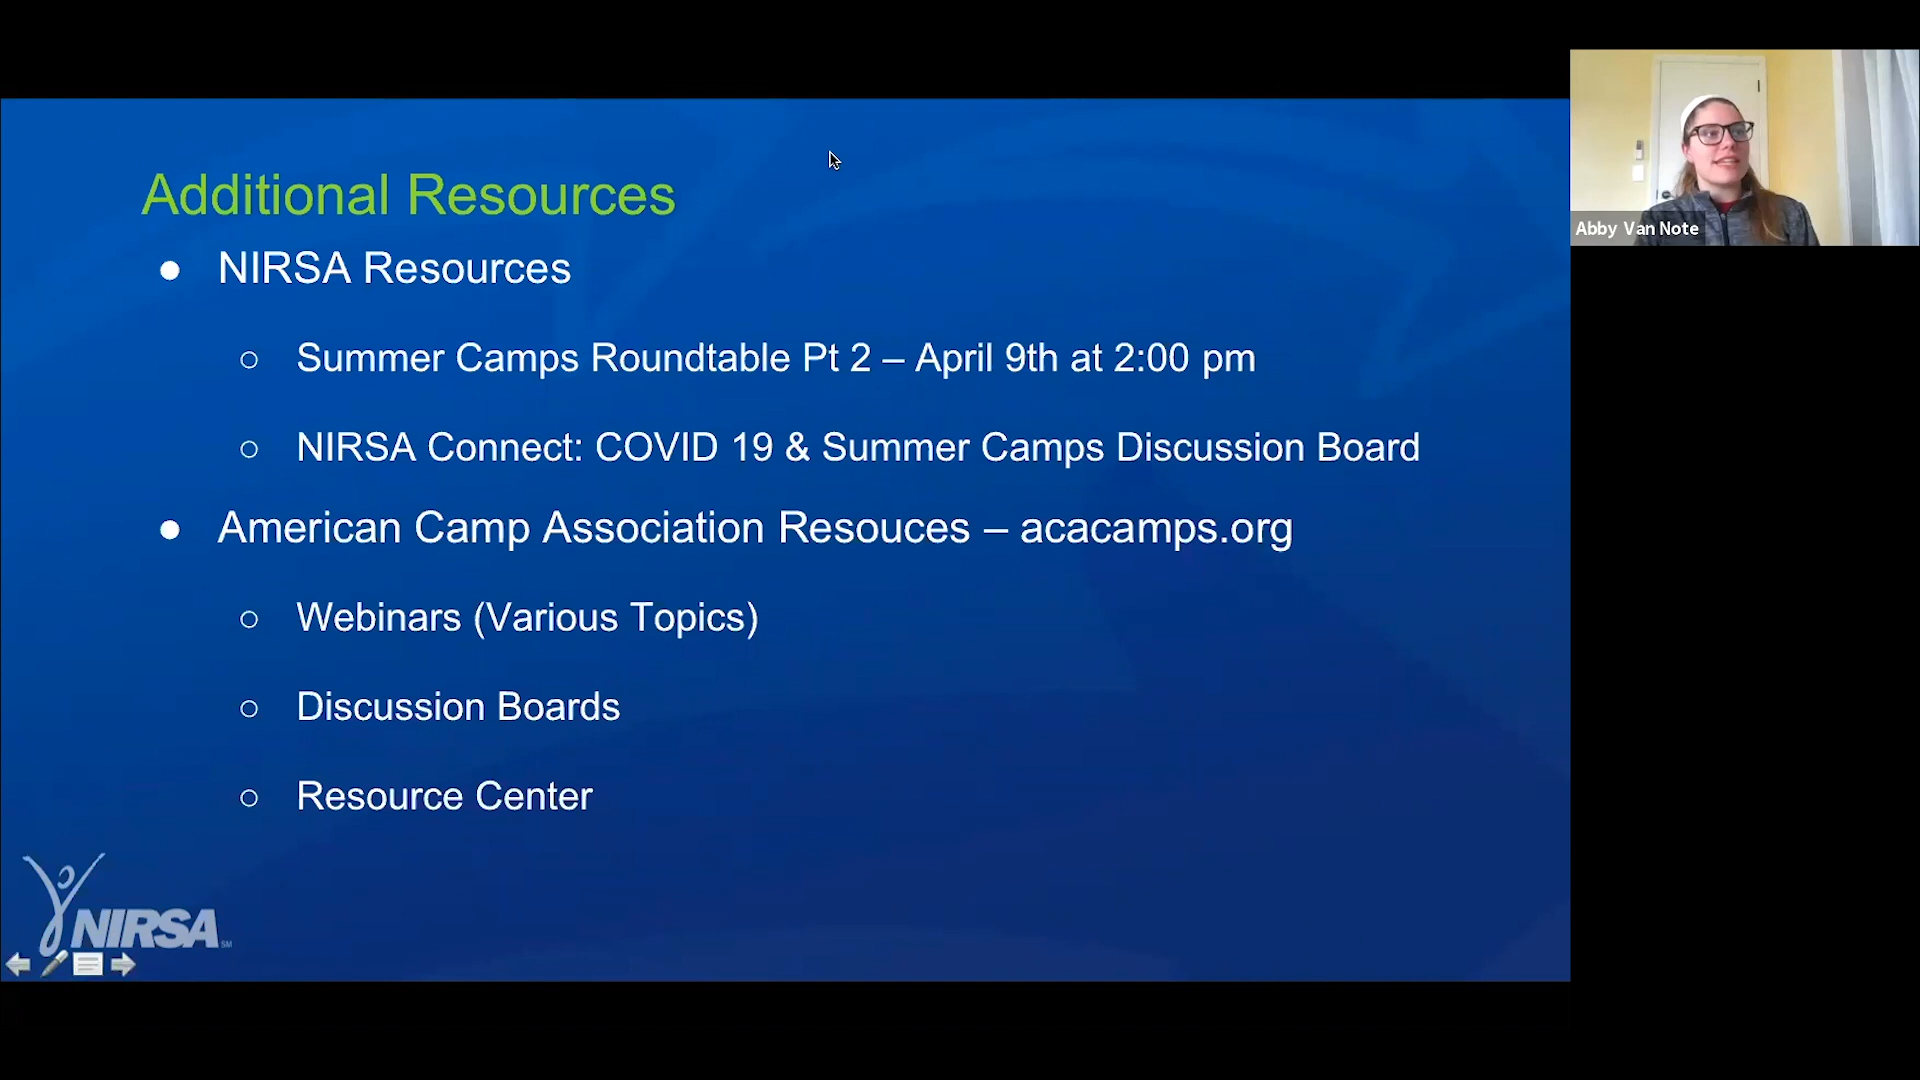 Additional Resources
● NIRSA Resources
○ Summer Camps Roundtable Pt 2 – April 9th at 2:00 pm
○ NIRSA Connect: COVID 19 & Summer Camps Discussion Board
● American Camp Association Resouces – acacamps.org
○ Webinars (Various Topics)
○ Discussion Boards
○ Resource Center
NIRSA SM
Abby Van Note